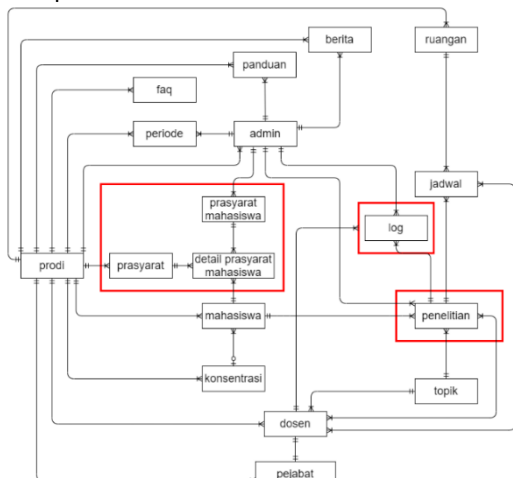 berita
ruangan
panduan
faq
periode
admin
jadwal
prasyarat
mahasiswa
log
prodi
prasyarat
detail prasyarat
mahasiswa
mahasiswa
penelitian
konsentrasi
topik
dosen
pejabat